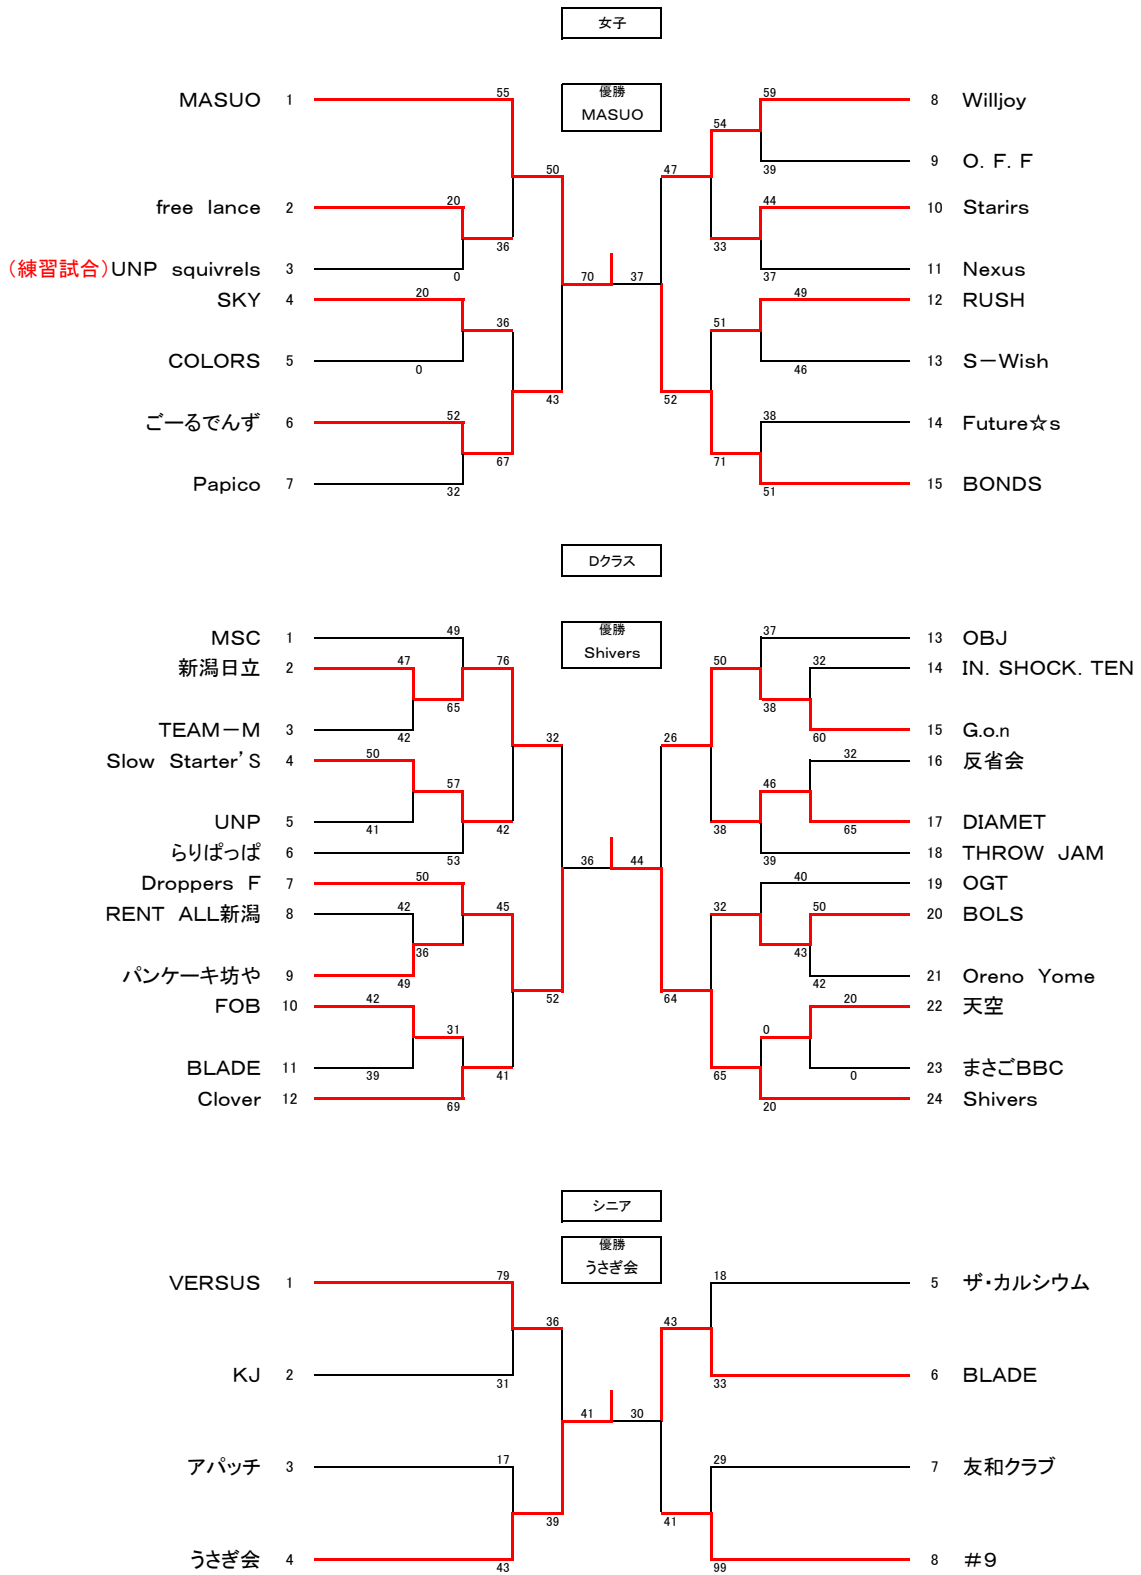 女子
優勝
MASUO
MASUO 1 55 59 8 Willjoy
54
39 9 O. F. F
50 47
free lance 2 20 44 10 Starirs
36 33
(練習試合)UNP squivrels 3 0 37 11 Nexus
70 37
SKY 4 20 49 12 RUSH
36 51
COLORS 5 0 46 13 S－Wish
43 52
ごーるでんず 6 52 38 14 Future☆s
67 71
Papico 7 32 51 15 BONDS
Dクラス
優勝
Shivers
MSC 1 49 37 13 OBJ
新潟日立 2 47 76 50 32 14 IN. SHOCK. TEN
65 38
TEAM－M 3 42 60 15 G.o.n
32 26
Slow Starter'S 4 50 32 16 反省会
57 46
UNP 5 41 42 38 65 17 DIAMET
らりぱっぱ 6 53 39 18 THROW JAM
36 44
Droppers F 7 50 40 19 OGT
RENT ALL新潟 8 42 45 32 50 20 BOLS
36 43
パンケーキ坊や 9 49 42 21 Oreno Yome
52 64
FOB 10 42 20 22 天空
31 0
BLADE 11 39 41 65 0 23 まさごBBC
Clover 12 69 20 24 Shivers
シニア
優勝
うさぎ会
VERSUS 1 79 18 5 ザ・カルシウム
36 43
KJ 2 31 33 6 BLADE
41 30
アパッチ 3 17 29 7 友和クラブ
39 41
うさぎ会 4 43 99 8 ＃9